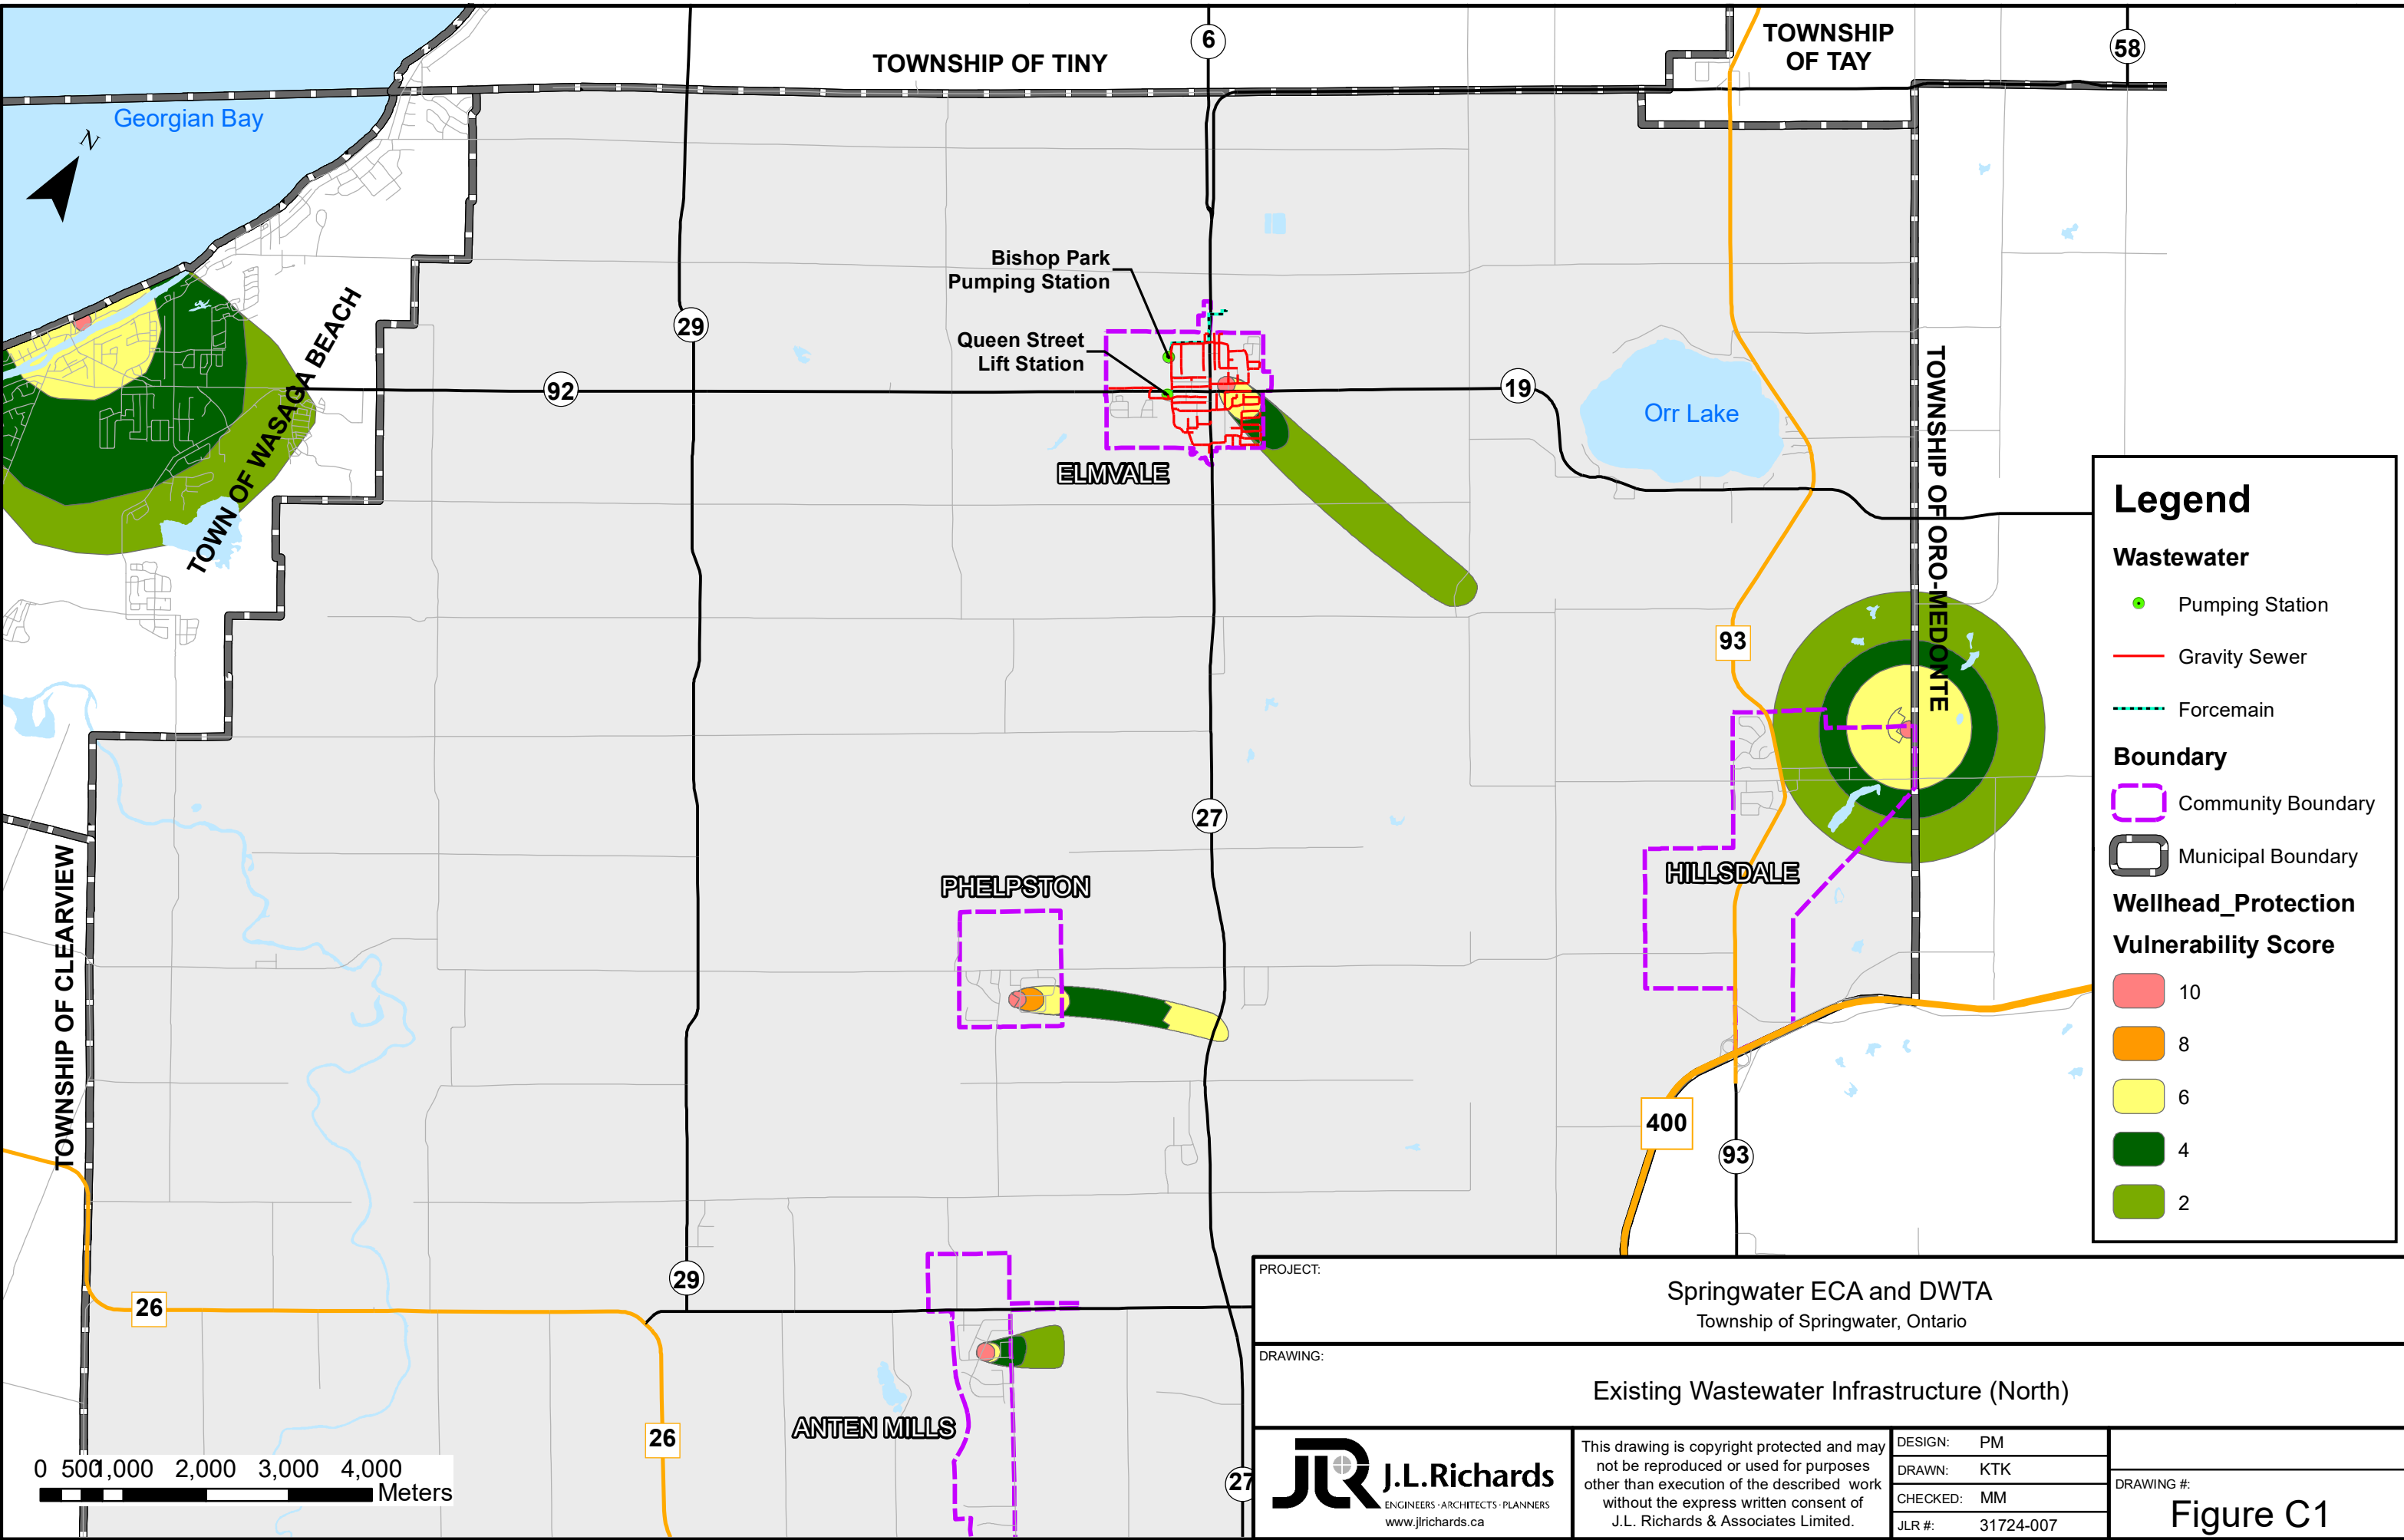 TOWNSHIP OF TINY
6
TOWNSHIP
OF TAY
58
Georgian Bay
N
Bishop Park
Pumping Station
Queen Street
Lift Station
29
92
19
Orr Lake
TOWN OF WASAGA BEACH
ELMVALE
TOWNSHIP OF ORO-MEDONTE
93
27
PHELPSTON
HILLSDALE
TOWNSHIP OF CLEARVIEW
400
93
29
26
26
ANTEN MILLS
27
0 500 1,000 2,000 3,000 4,000
Meters
Legend
Wastewater
Pumping Station
Gravity Sewer
Forcemain
Boundary
Community Boundary
Municipal Boundary
Wellhead_Protection
Vulnerability Score
10
8
6
4
2
PROJECT:
Springwater ECA and DWTA
Township of Springwater, Ontario
DRAWING:
Existing Wastewater Infrastructure (North)
JLR J.L.Richards
ENGINEERS · ARCHITECTS · PLANNERS
www.jlrichards.ca
This drawing is copyright protected and may
not be reproduced or used for purposes
other than execution of the described work
without the express written consent of
J.L. Richards & Associates Limited.
DESIGN: PM
DRAWN: KTK
CHECKED: MM
JLR #: 31724-007
DRAWING #:
Figure C1